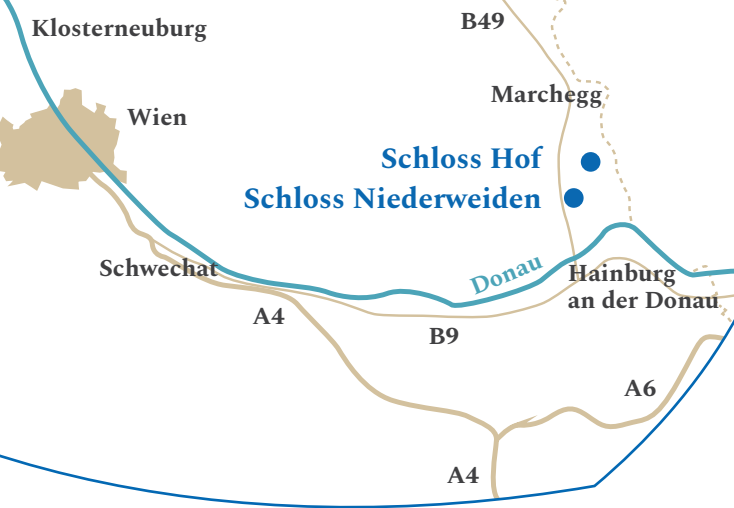 B49
Klosterneuburg
Marchegg
Wien
Schloss Hof
Schloss Niederweiden
Schwechat
Donau
Hainburg
an der Donau
A4
B9
A6
A4